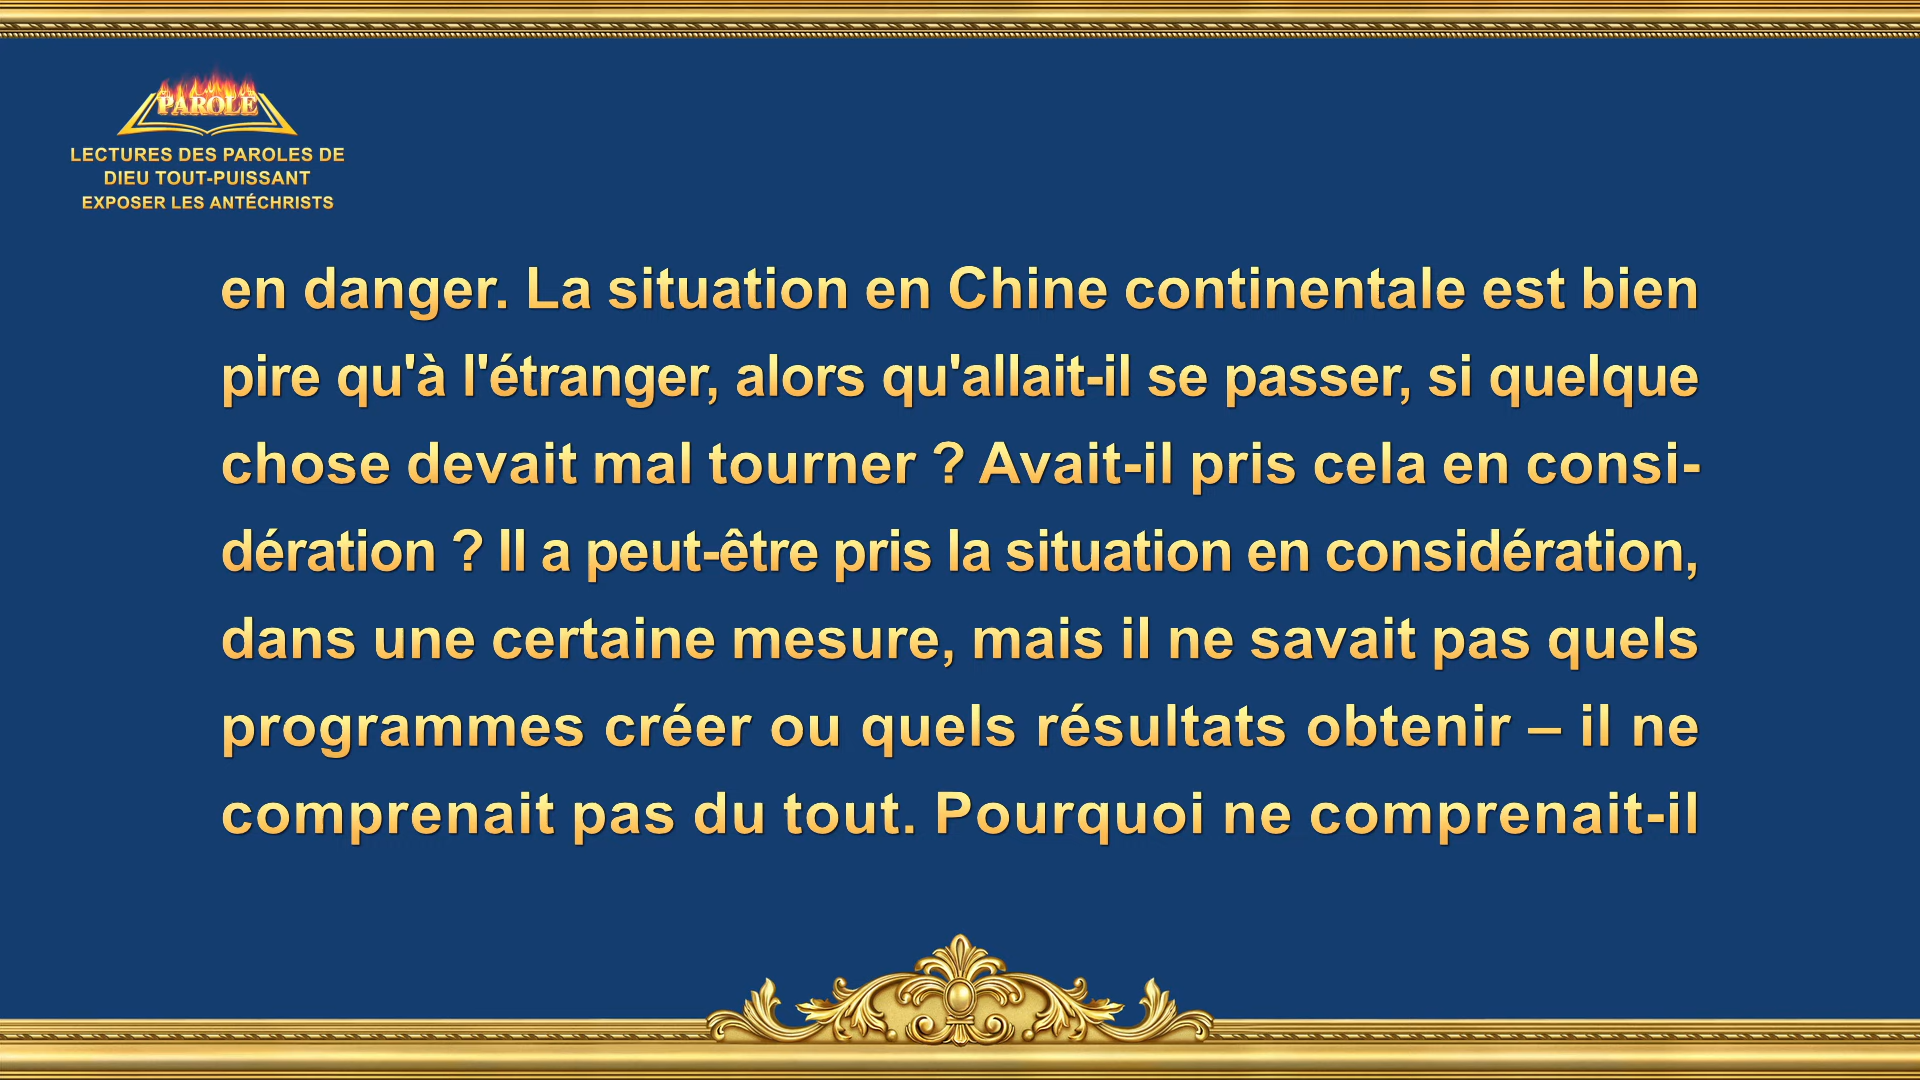 PAROLE
LECTURES DES PAROLES DE
DIEU TOUT-PUISSANT
EXPOSER LES ANTÉCHRISTS
en danger. La situation en Chine continentale est bien
pire qu'à l'étranger, alors qu'allait-il se passer, si quelque
chose devait mal tourner ? Avait-il pris cela en consi-
dération ? Il a peut-être pris la situation en considération,
dans une certaine mesure, mais il ne savait pas quels
programmes créer ou quels résultats obtenir – il ne
comprenait pas du tout. Pourquoi ne comprenait-il